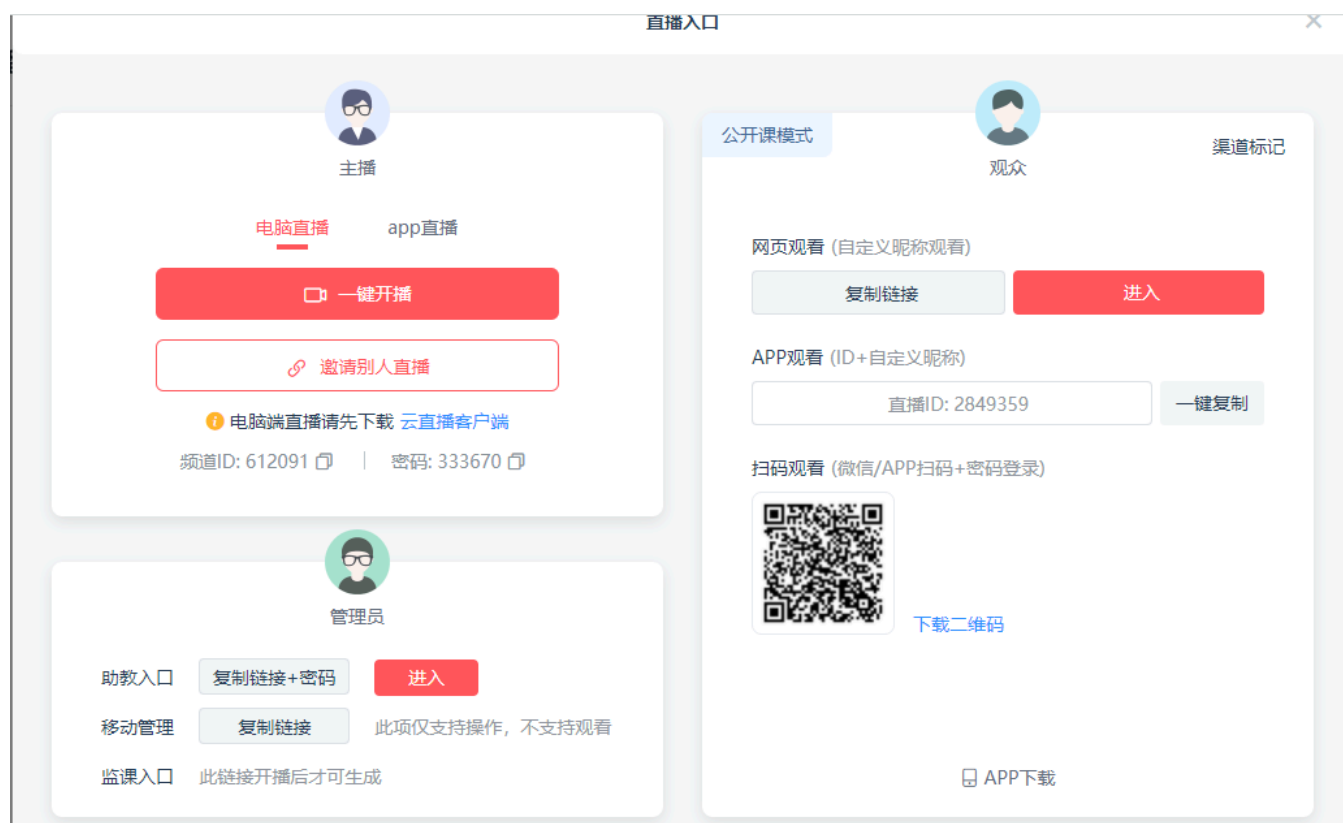 直播入口
主播
电脑直播 app直播
一键开播
邀请别人直播
电脑端直播请先下载 云直播客户端
频道ID: 612091 密码: 333670
管理员
助教入口 复制链接+密码 进入
移动管理 复制链接 此项仅支持操作，不支持观看
监课入口 此链接开播后才可生成
公开课模式
观众
渠道标记
网页观看 (自定义昵称观看)
复制链接 进入
APP观看 (ID+自定义昵称)
直播ID: 2849359 一键复制
扫码观看 (微信/APP扫码+密码登录)
下载二维码
APP下载